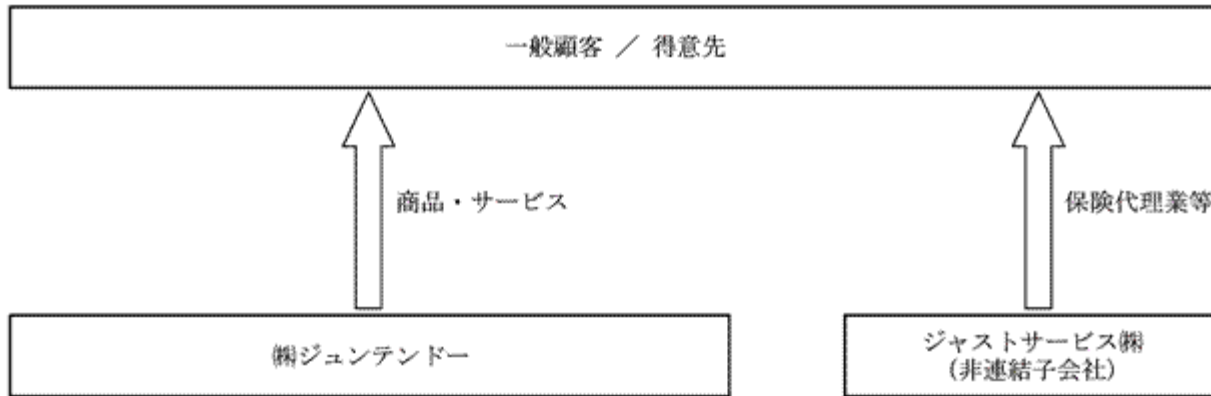 一般顧客 ／ 得意先
商品・サービス
保険代理業等
㈱ジュンテンドー
ジャストサービス㈱
(非連結子会社)